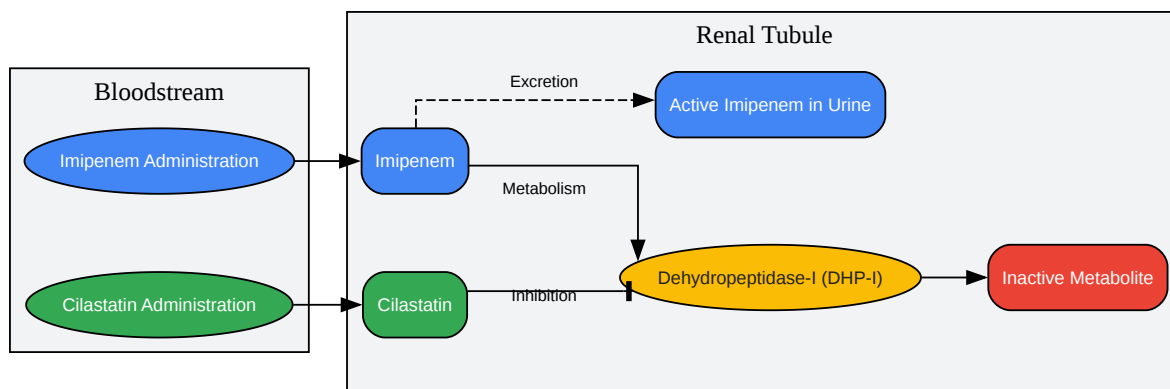 Renal Tubule
Bloodstream
Excretion
Active Imipenem in Urine
Imipenem Administration
Imipenem
Metabolism
Cilastatin Administration
Cilastatin
Inhibition
Dehydropeptidase-I (DHP-I)
Inactive Metabolite